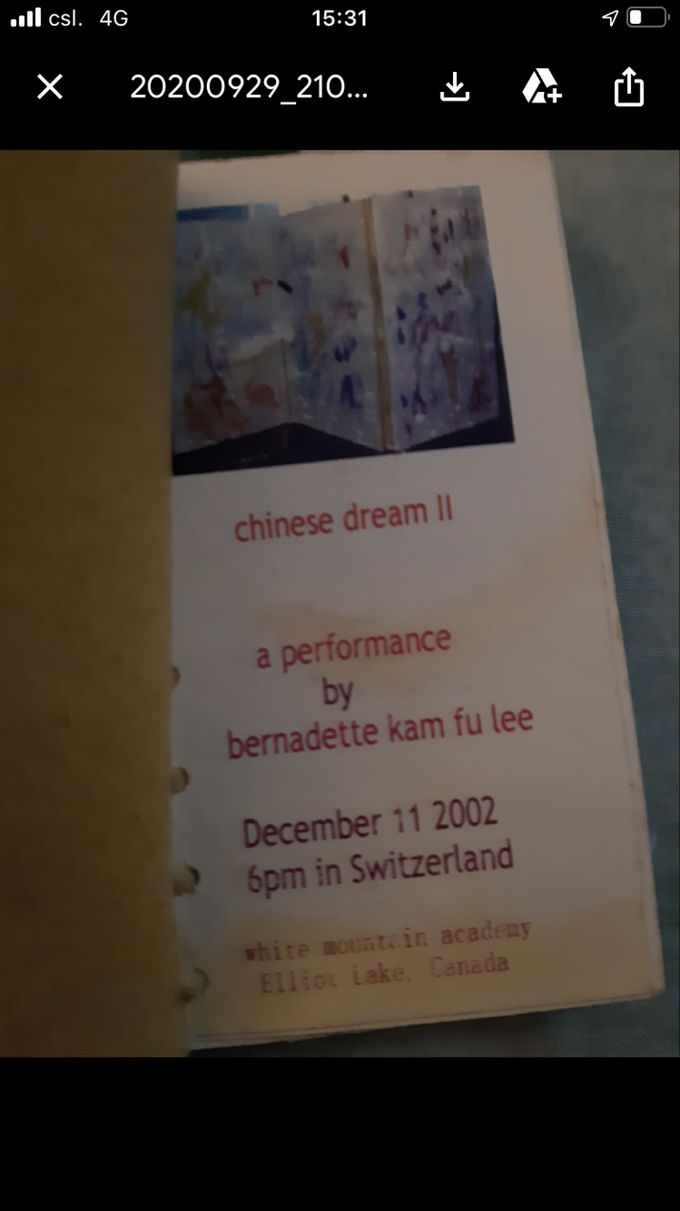 csl. 4G
15:31
20200929_210...
chinese dream II
a performance
by
bernadette kam fu lee
December 11 2002
6pm in Switzerland
white mountain academy
Elliot Lake, Canada